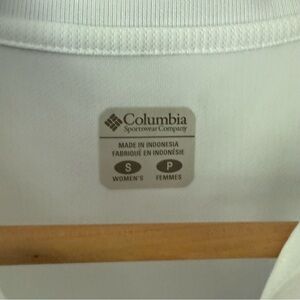 Columbia
Sportswear Company
MADE IN INDONESIA
FABRIQUÉ EN INDONÉSIE
S P
WOMEN'S FEMMES